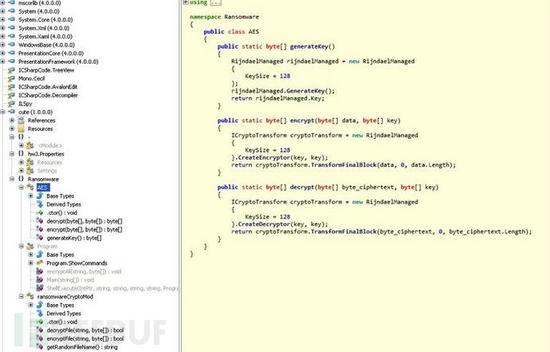 mscorlib (4.0.0.0)
System (4.0.0.0)
System.Core (4.0.0.0)
System.Xml (4.0.0.0)
System.Xaml (4.0.0.0)
WindowsBase (4.0.0.0)
PresentationCore (4.0.0.0)
PresentationFramework (4.0.0.0)
ICSharpCode.TreeView
Mono.Cecil
ICSharpCode.AvalonEdit
ICSharpCode.Decompiler
ILSpy
cute (1.0.0.0)
References
Resources
{} -
<Module>
{} hw3.Properties
Resources
Settings
{} Ransomware
AES
Base Types
Derived Types
.ctor() : void
decrypt(byte[], byte[]) : byte[]
encrypt(byte[], byte[]) : byte[]
generateKey() : byte[]
Program
Base Types
Program.ShowCommands
encryptAll(string, byte[]) : void
Main(string[]) : void
ShellExecute(IntPtr, string, string, string, string, Progra
ransomwareCryptoMod
Base Types
Derived Types
.ctor() : void
decryptFile(string, byte[]) : bool
encryptFile(string, byte[]) : bool
getRandomFileName() : string
using ...
namespace Ransomware
{
public class AES
{
public static byte[] generateKey()
{
RijndaelManaged rijndaelManaged = new RijndaelManaged
{
KeySize = 128
};
rijndaelManaged.GenerateKey();
return rijndaelManaged.Key;
}
public static byte[] encrypt(byte[] data, byte[] key)
{
ICryptoTransform cryptoTransform = new RijndaelManaged
{
KeySize = 128
}.CreateEncryptor(key, key);
return cryptoTransform.TransformFinalBlock(data, 0, data.Length);
}
public static byte[] decrypt(byte[] byte_ciphertext, byte[] key)
{
ICryptoTransform cryptoTransform = new RijndaelManaged
{
KeySize = 128
}.CreateDecryptor(key, key);
return cryptoTransform.TransformFinalBlock(byte_ciphertext, 0, byte_ciphertext.Length);
}
}
}